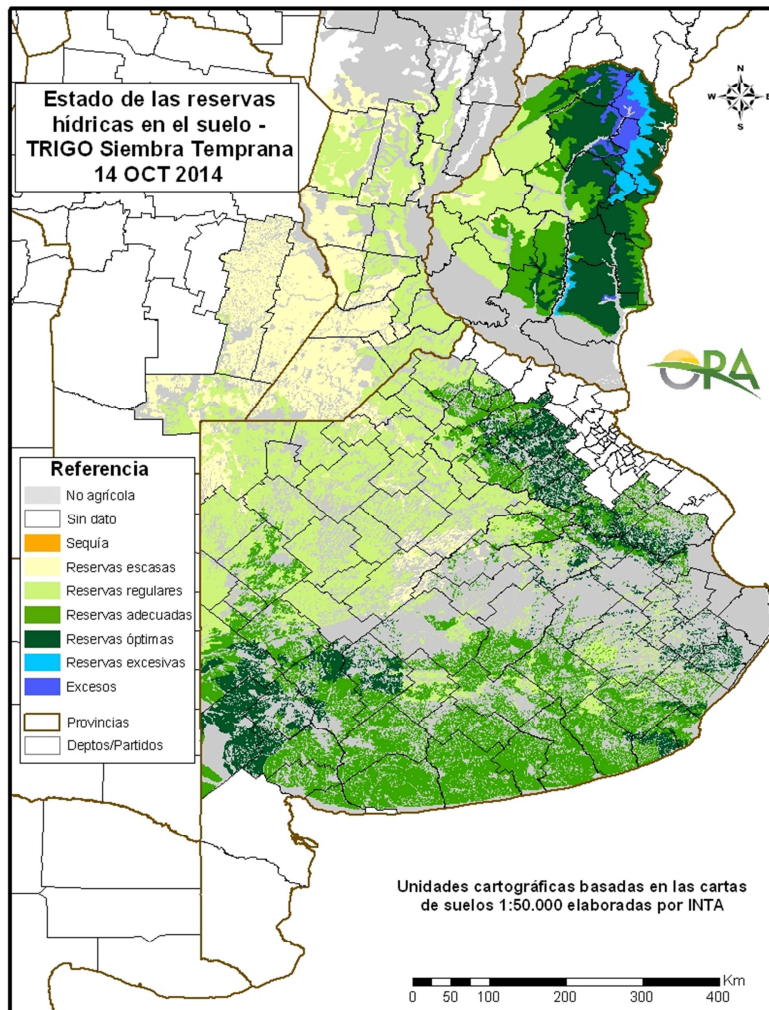 Estado de las reservas
hídricas en el suelo -
TRIGO Siembra Temprana
14 OCT 2014
N
W E
S
ORA
Referencia
No agrícola
Sin dato
Sequía
Reservas escasas
Reservas regulares
Reservas adecuadas
Reservas óptimas
Reservas excesivas
Excesos
Provincias
Deptos/Partidos
Unidades cartográficas basadas en las cartas
de suelos 1:50.000 elaboradas por INTA
Km
0 25 50 100 200 300 400